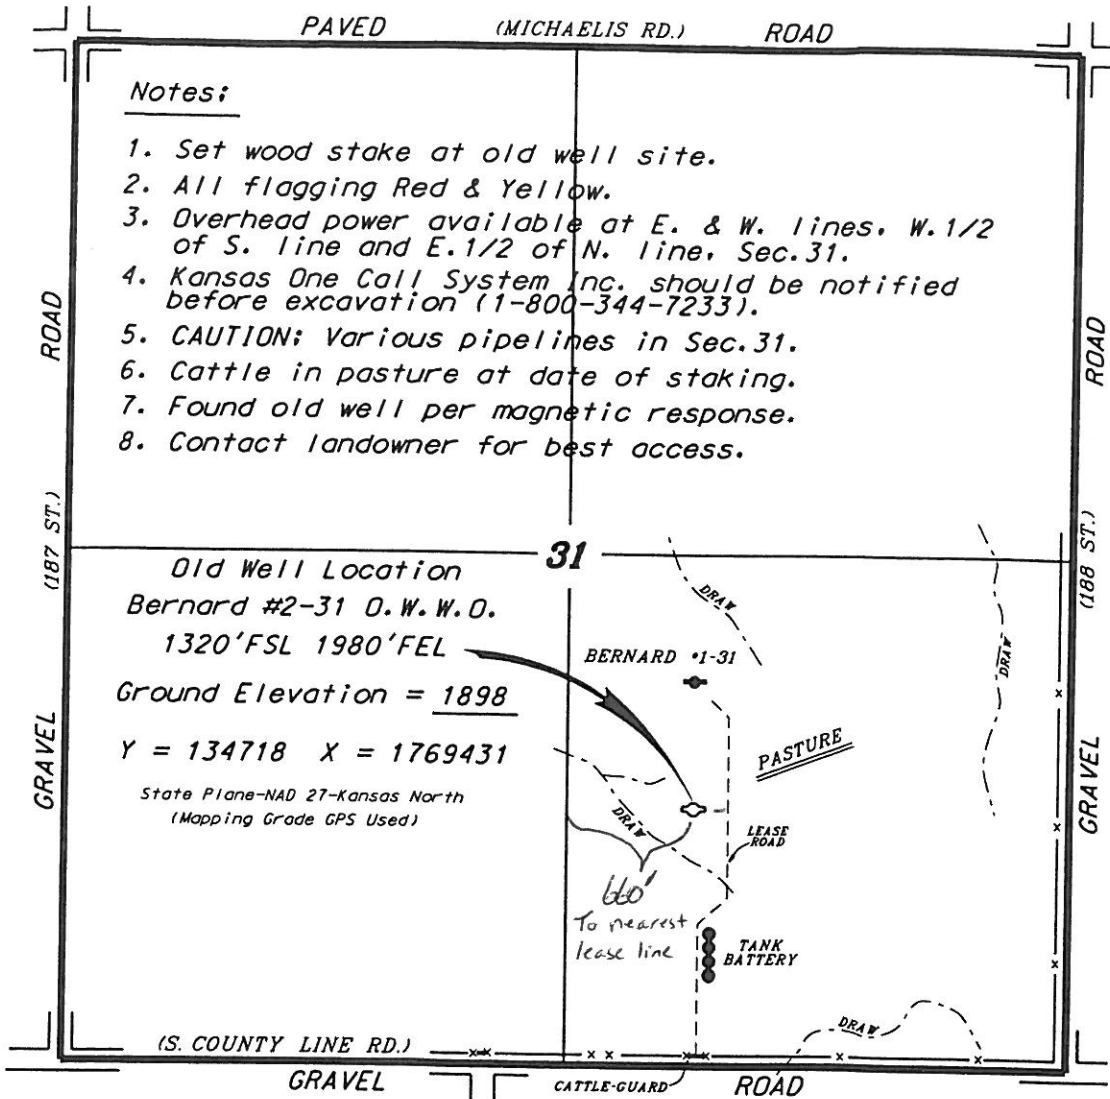 PAVED (MICHAELIS RD.) ROAD
Notes:
1. Set wood stake at old well site.
2. All flagging Red & Yellow.
3. Overhead power available at E. & W. lines. W.1/2
of S. line and E.1/2 of N. line, Sec.31.
4. Kansas One Call System Inc. should be notified
before excavation (1-800-344-7233).
5. CAUTION: Various pipelines in Sec.31.
6. Cattle in pasture at date of staking.
7. Found old well per magnetic response.
8. Contact landowner for best access.
ROAD
(187 ST.)
GRAVEL
ROAD
(188 ST.)
GRAVEL
31
Old Well Location
Bernard #2-31 O.W.W.O.
1320'FSL 1980'FEL
Ground Elevation = 1898
Y = 134718 X = 1769431
State Plane-NAD 27-Kansas North
(Mapping Grade GPS Used)
DRAW
DRAW
BERNARD •1-31
PASTURE
DRAW
LEASE
ROAD
660'
To nearest
lease line
TANK
BATTERY
DRAW
(S. COUNTY LINE RD.)
GRAVEL CATTLE-GUARD ROAD